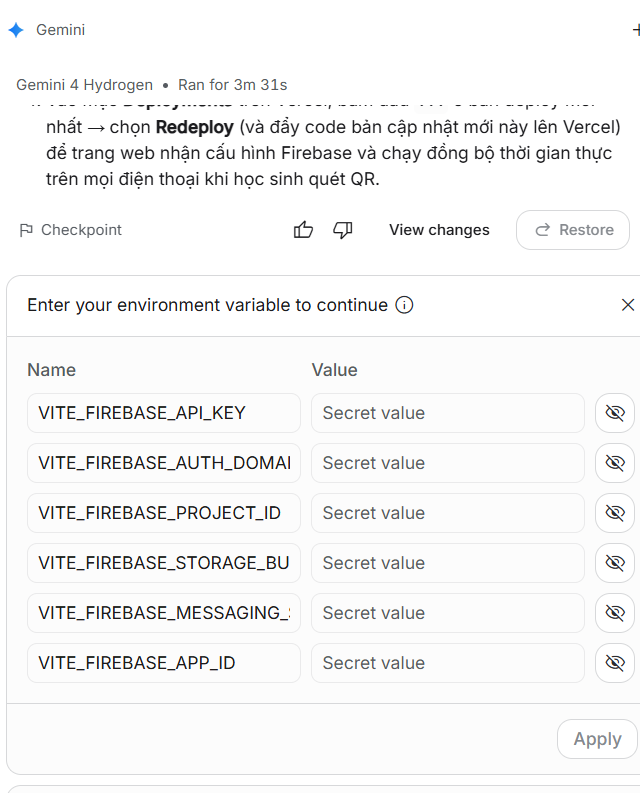 Gemini
Gemini 4 Hydrogen • Ran for 3m 31s
nhất → chọn Redeploy (và đẩy code bản cập nhật mới này lên Vercel)
để trang web nhận cấu hình Firebase và chạy đồng bộ thời gian thực
trên mọi điện thoại khi học sinh quét QR.
Checkpoint View changes Restore
Enter your environment variable to continue
Name Value
VITE_FIREBASE_API_KEY Secret value
VITE_FIREBASE_AUTH_DOMAI Secret value
VITE_FIREBASE_PROJECT_ID Secret value
VITE_FIREBASE_STORAGE_BU Secret value
VITE_FIREBASE_MESSAGING_ Secret value
VITE_FIREBASE_APP_ID Secret value
Apply